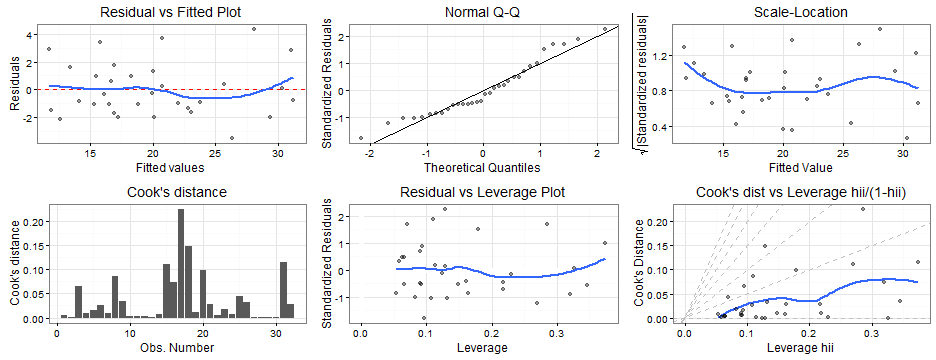 Residual vs Fitted Plot
Residuals
4
2
0
-2
15
20
25
30
Fitted values
Normal Q-Q
Standardized Residuals
2
1
0
-1
-2
-2
-1
0
1
2
Theoretical Quantiles
Scale-Location
√|Standardized residuals|
1.2
0.8
0.4
15
20
25
30
Fitted Value
Cook's distance
Cook's distance
0.20
0.15
0.10
0.05
0.00
0
10
20
30
Obs. Number
Residual vs Leverage Plot
Standardized Residuals
2
1
0
-1
0.0
0.1
0.2
0.3
Leverage
Cook's dist vs Leverage hii/(1-hii)
Cook's Distance
0.20
0.15
0.10
0.05
0.00
0.0
0.1
0.2
0.3
Leverage hii